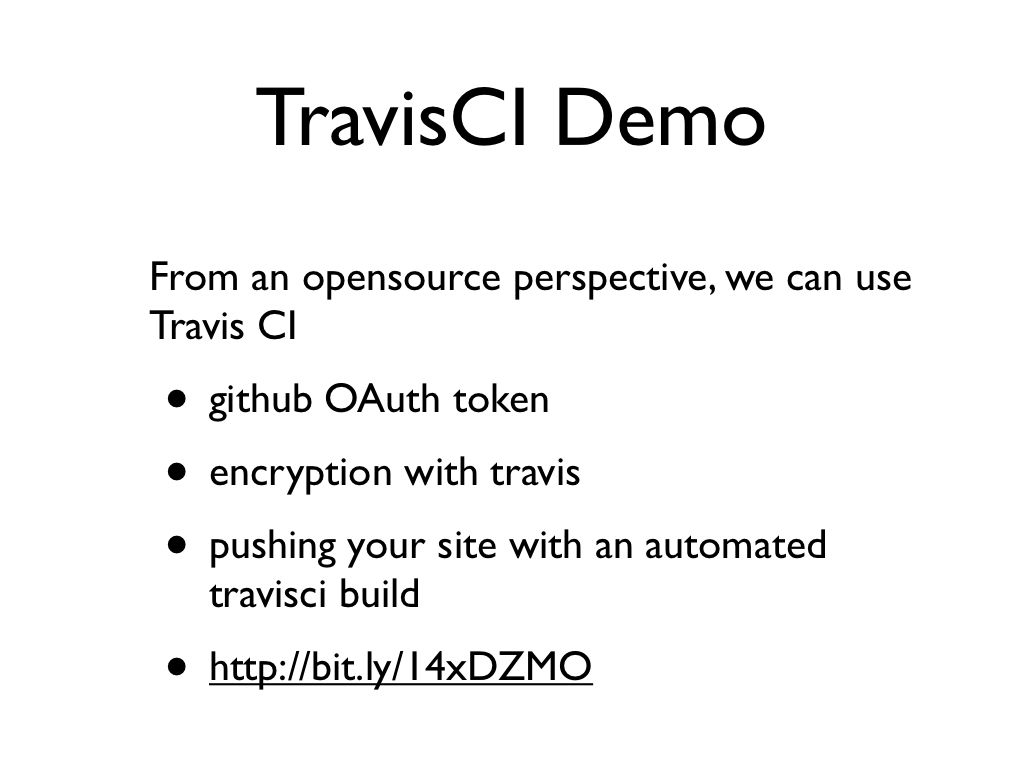 TravisCI Demo
From an opensource perspective, we can use
Travis CI
• github OAuth token
• encryption with travis
• pushing your site with an automated
travisci build
• http://bit.ly/14xDZMO